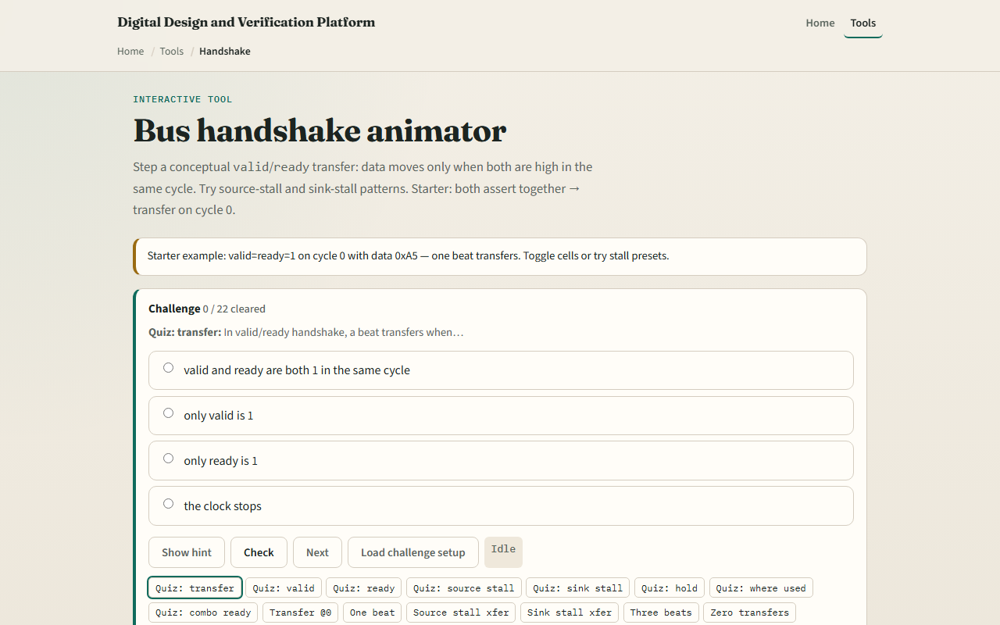 Digital Design and Verification Platform
Home Tools
Home / Tools / Handshake
INTERACTIVE TOOL
Bus handshake animator
Step a conceptual valid/ready transfer: data moves only when both are high in the
same cycle. Try source-stall and sink-stall patterns. Starter: both assert together →
transfer on cycle 0.
Starter example: valid=ready=1 on cycle 0 with data 0xA5 — one beat transfers. Toggle cells or try stall presets.
Challenge 0 / 22 cleared
Quiz: transfer: In valid/ready handshake, a beat transfers when…
valid and ready are both 1 in the same cycle
only valid is 1
only ready is 1
the clock stops
Show hint Check Next Load challenge setup Idle
Quiz: transfer Quiz: valid Quiz: ready Quiz: source stall Quiz: sink stall Quiz: hold Quiz: where used
Quiz: combo ready Transfer @0 One beat Source stall xfer Sink stall xfer Three beats Zero transfers